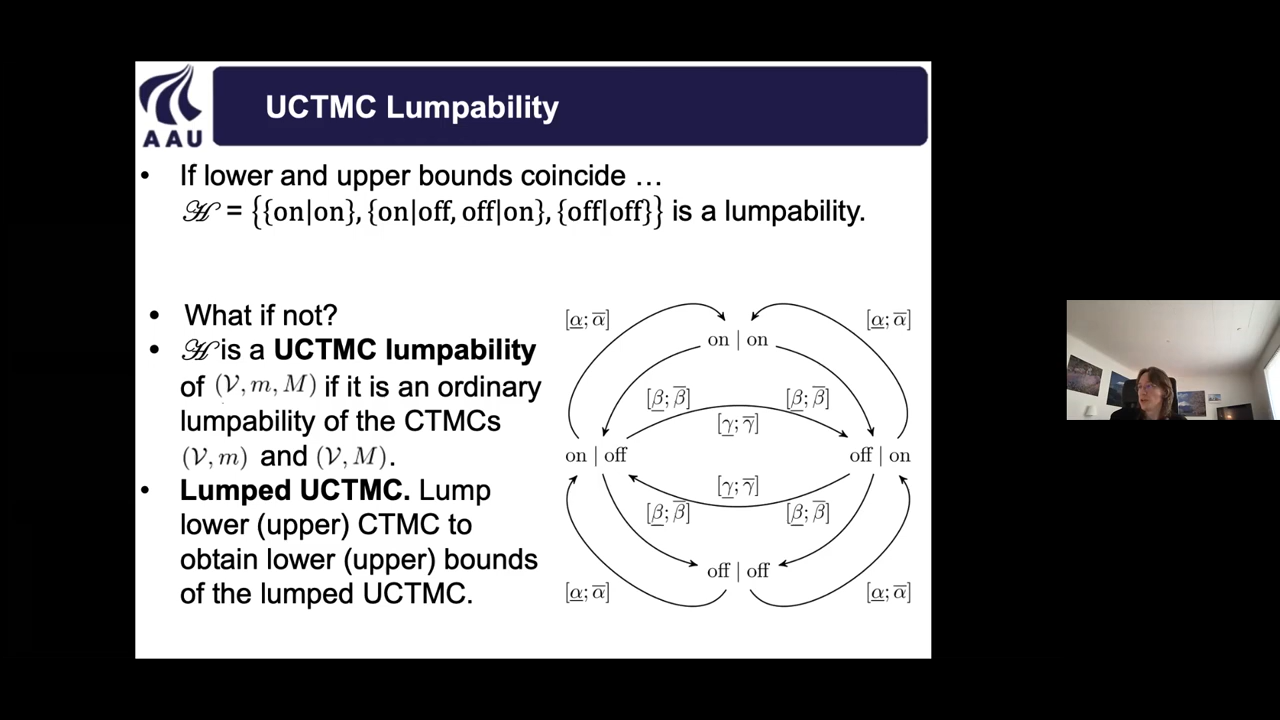 AAU
UCTMC Lumpability
• If lower and upper bounds coincide …
ℋ = {{on|on}, {on|off, off|on}, {off|off}} is a lumpability.
• What if not?
• ℋ is a UCTMC lumpability
of (𝒱, m, M) if it is an ordinary
lumpability of the CTMCs
(𝒱, m) and (𝒱, M).
• Lumped UCTMC. Lump
lower (upper) CTMC to
obtain lower (upper) bounds
of the lumped UCTMC.
[α̲; α̅] [α̲; α̅]
on | on
[β̲; β̅] [β̲; β̅]
[γ̲; γ̅]
on | off off | on
[γ̲; γ̅]
[β̲; β̅] [β̲; β̅]
off | off
[α̲; α̅] [α̲; α̅]